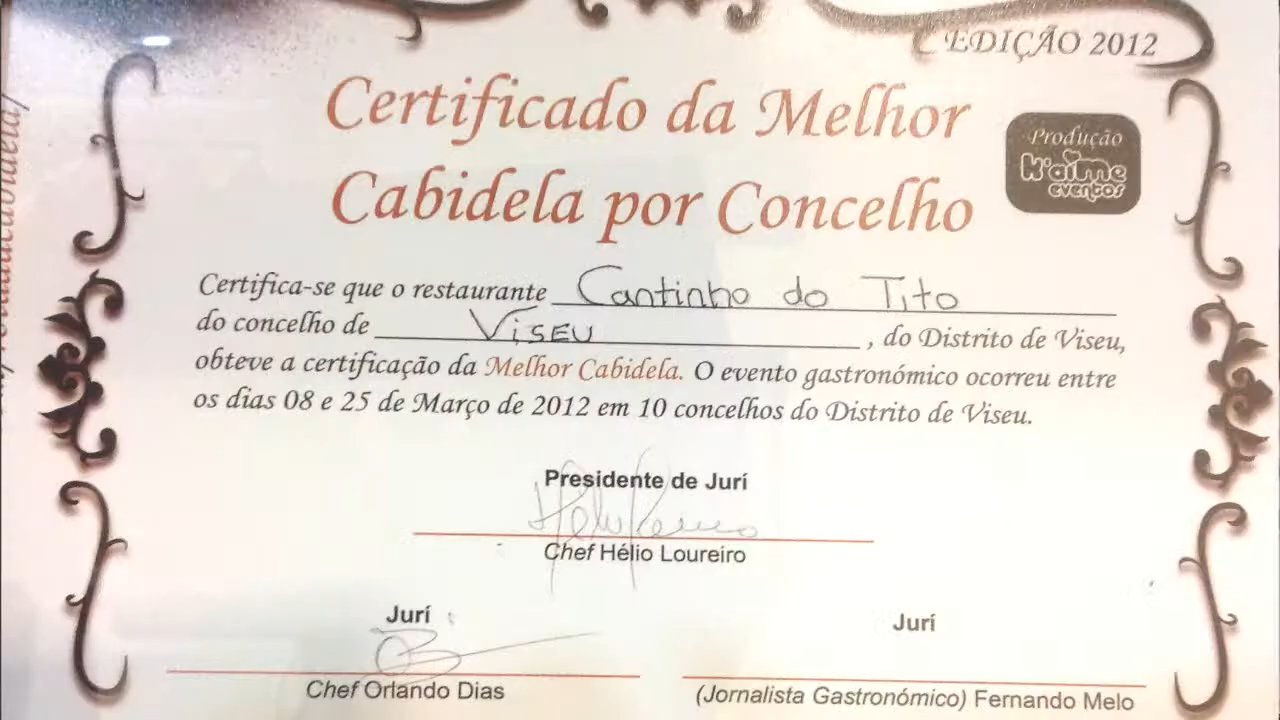 EDIÇÃO 2012
Certificado da Melhor
Cabidela por Concelho
Produção
K'aime
eventos
Certifica-se que o restaurante Cantinho do Tito
do concelho de Viseu, do Distrito de Viseu,
obteve a certificação da Melhor Cabidela. O evento gastronómico ocorreu entre
os dias 08 e 25 de Março de 2012 em 10 concelhos do Distrito de Viseu.
Presidente de Jurí
Chef Hélio Loureiro
Jurí
Jurí
Chef Orlando Dias
(Jornalista Gastronómico) Fernando Melo